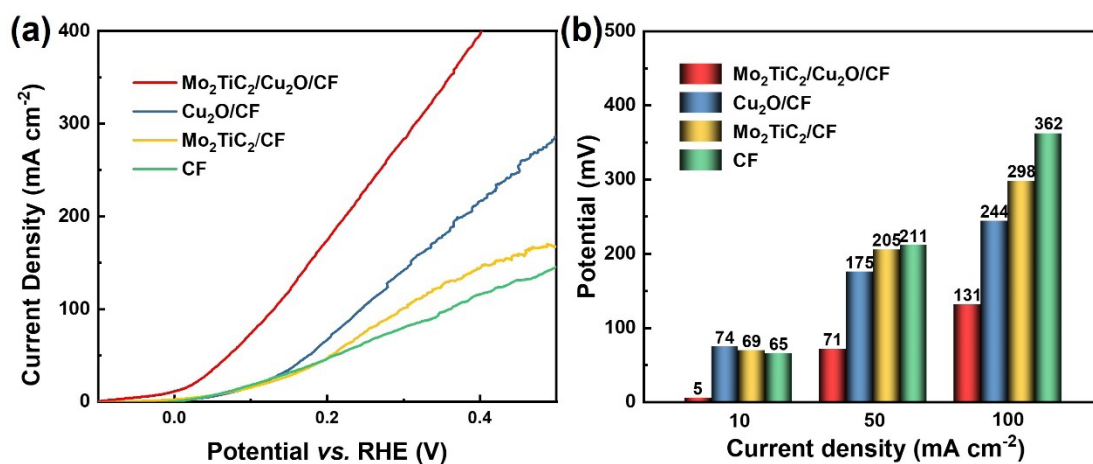 (a)
400
300
200
100
0
Current Density (mA cm⁻²)
Mo₂TiC₂/Cu₂O/CF
Cu₂O/CF
Mo₂TiC₂/CF
CF
0.0 0.2 0.4
Potential vs. RHE (V)
(b)
500
400
300
200
100
0
Potential (mV)
Mo₂TiC₂/Cu₂O/CF
Cu₂O/CF
Mo₂TiC₂/CF
CF
5 74 69 65
71 175 205 211
131 244 298 362
10 50 100
Current density (mA cm⁻²)